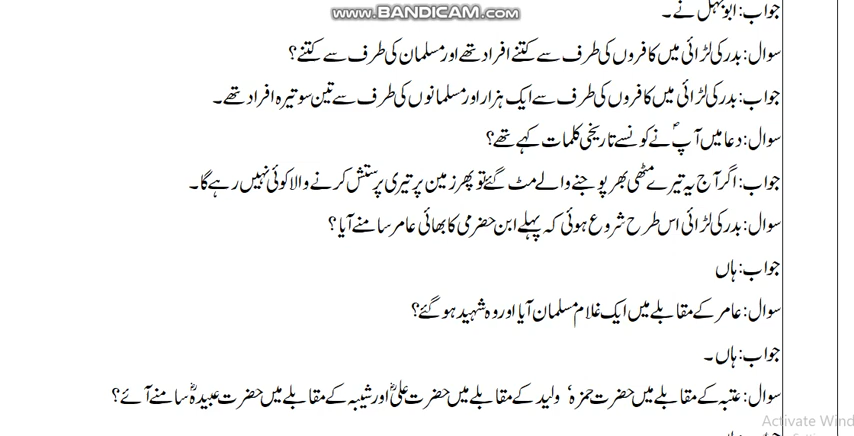 www.BANDICAM.com
جواب: ابوجہل نے۔
سوال: بدر کی لڑائی میں کافروں کی طرف سے کتنے افراد تھے اور مسلمان کی طرف سے کتنے؟
جواب: بدر کی لڑائی میں کافروں کی طرف سے ایک ہزار اور مسلمانوں کی طرف سے تین سو تیرہ افراد تھے۔
سوال: دعا میں آپؐ نے کونسے تاریخی کلمات کہے تھے؟
جواب: اگر آج یہ تیرے مٹھی بھر پوجنے والے مٹ گئے تو پھر زمین پر تیری پرستش کرنے والا کوئی نہیں رہے گا۔
سوال: بدر کی لڑائی اس طرح شروع ہوئی کہ پہلے ابن حضرمی کا بھائی عامر سامنے آیا؟
جواب: ہاں
سوال: عامر کے مقابلے میں ایک غلام مسلمان آیا اور وہ شہید ہو گئے؟
جواب: ہاں۔
سوال: عتبہ کے مقابلے میں حضرت حمزہ‘ ولید کے مقابلے میں حضرت علیؓ اور شیبہ کے مقابلے میں حضرت عبیدہؓ سامنے آئے؟
Activate Wind